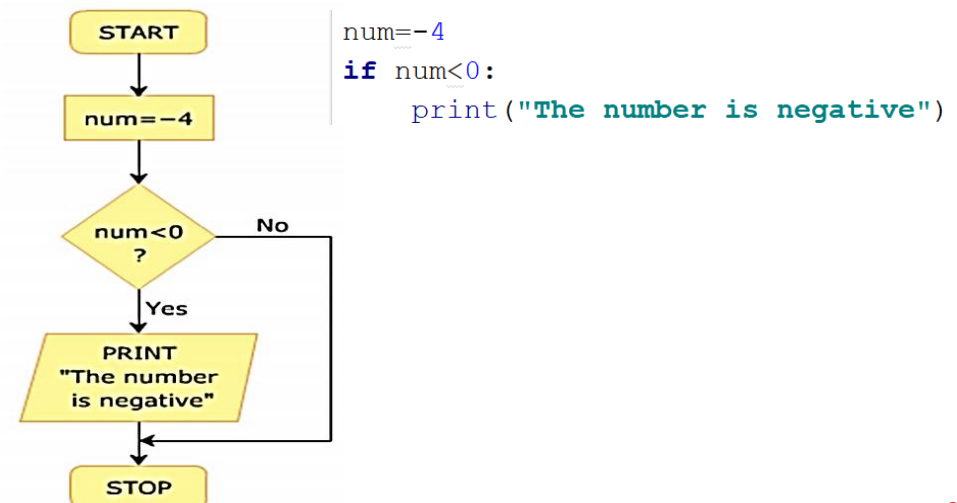 START
num=-4
num<0
?
No
Yes
PRINT
"The number
is negative"
STOP
num=-4
if num<0:
    print("The number is negative")